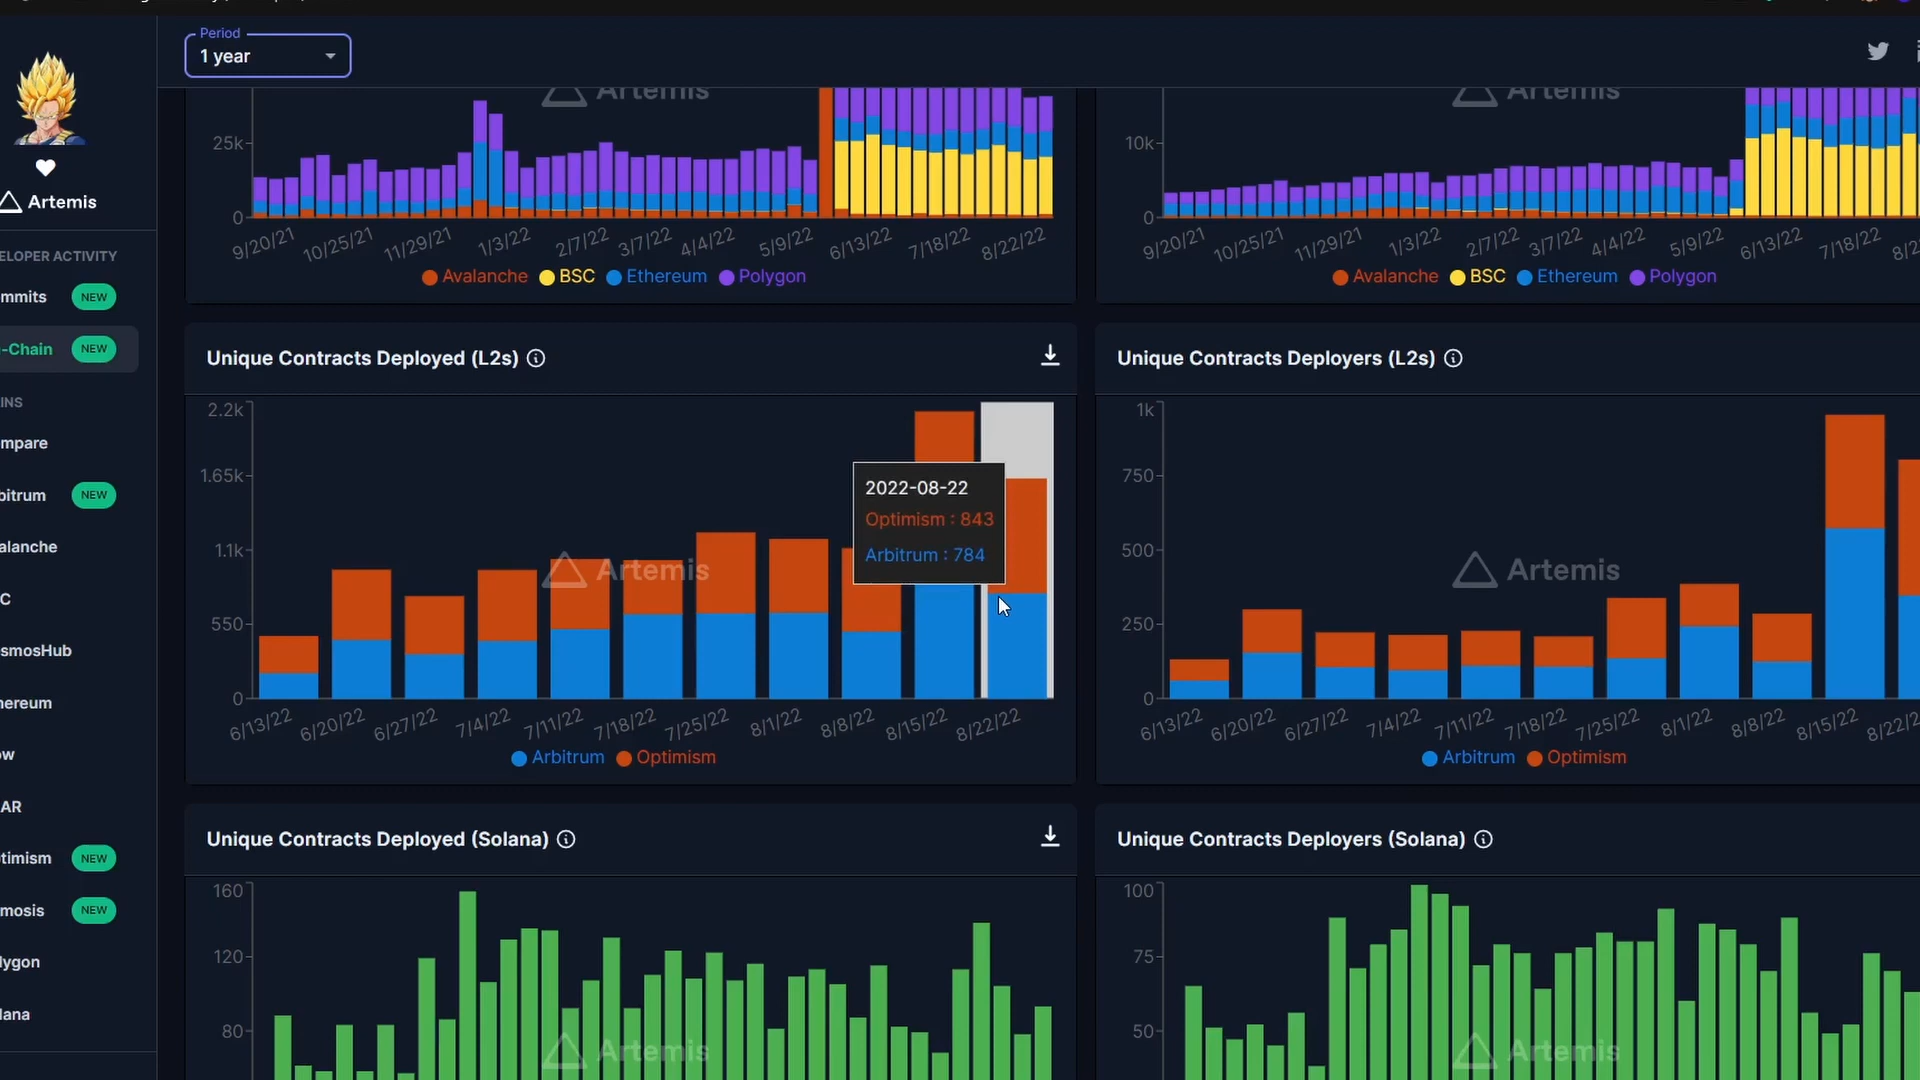 Period
1 year
Artemis
ELOPER ACTIVITY
mmits NEW
-Chain NEW
INS
mpare
bitrum NEW
alanche
C
smosHub
hereum
ow
AR
timism NEW
mosis NEW
lygon
lana
Artemis
25k
0
9/20/21 10/25/21 11/29/21 1/3/22 2/7/22 3/7/22 4/4/22 5/9/22 6/13/22 7/18/22 8/22/22
Avalanche BSC Ethereum Polygon
Artemis
10k
0
9/20/21 10/25/21 11/29/21 1/3/22 2/7/22 3/7/22 4/4/22 5/9/22 6/13/22 7/18/22 8/2
Avalanche BSC Ethereum Polygon
Unique Contracts Deployed (L2s)
2.2k
1.65k
1.1k
550
0
Artemis
2022-08-22
Optimism : 843
Arbitrum : 784
6/13/22 6/20/22 6/27/22 7/4/22 7/11/22 7/18/22 7/25/22 8/1/22 8/8/22 8/15/22 8/22/22
Arbitrum Optimism
Unique Contracts Deployers (L2s)
1k
750
500
250
0
Artemis
6/13/22 6/20/22 6/27/22 7/4/22 7/11/22 7/18/22 7/25/22 8/1/22 8/8/22 8/15/22 8/22/2
Arbitrum Optimism
Unique Contracts Deployed (Solana)
160
120
80
Artemis
Unique Contracts Deployers (Solana)
100
75
50
Artemis